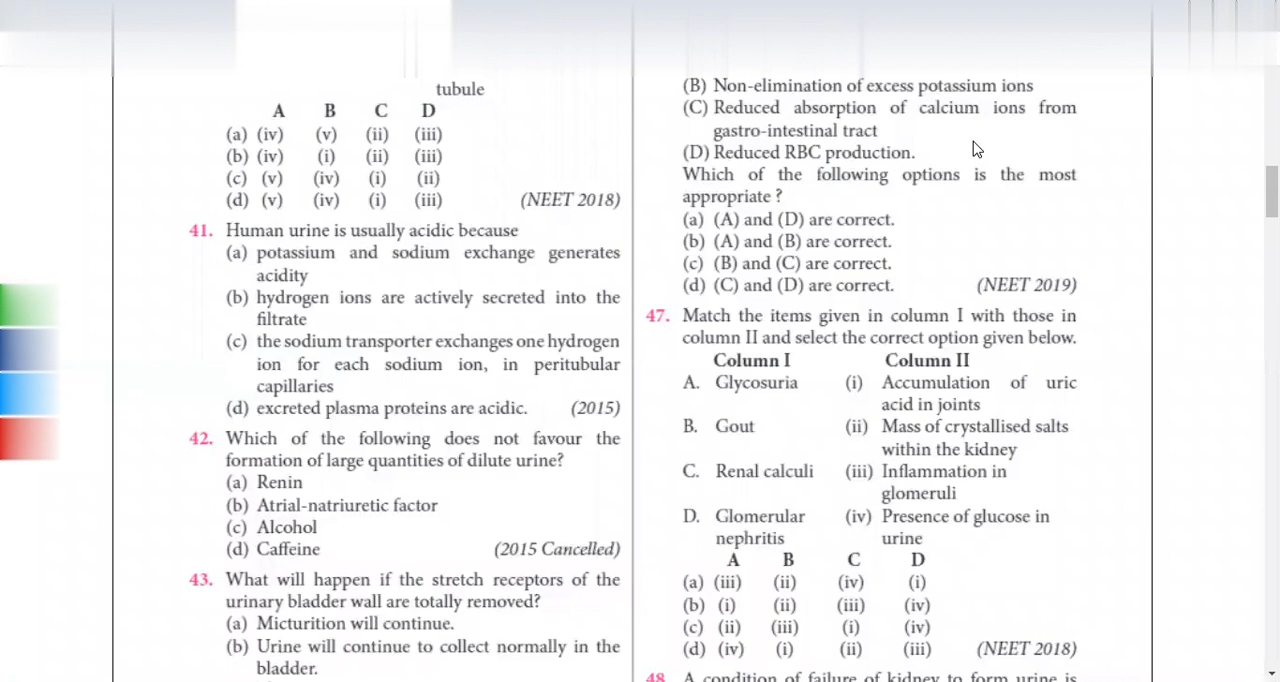 tubule
A B C D
(a) (iv) (v) (ii) (iii)
(b) (iv) (i) (ii) (iii)
(c) (v) (iv) (i) (ii)
(d) (v) (iv) (i) (iii) (NEET 2018)
41. Human urine is usually acidic because
(a) potassium and sodium exchange generates
acidity
(b) hydrogen ions are actively secreted into the
filtrate
(c) the sodium transporter exchanges one hydrogen
ion for each sodium ion, in peritubular
capillaries
(d) excreted plasma proteins are acidic. (2015)
42. Which of the following does not favour the
formation of large quantities of dilute urine?
(a) Renin
(b) Atrial-natriuretic factor
(c) Alcohol
(d) Caffeine (2015 Cancelled)
43. What will happen if the stretch receptors of the
urinary bladder wall are totally removed?
(a) Micturition will continue.
(b) Urine will continue to collect normally in the
bladder.
(B) Non-elimination of excess potassium ions
(C) Reduced absorption of calcium ions from
gastro-intestinal tract
(D) Reduced RBC production.
Which of the following options is the most
appropriate ?
(a) (A) and (D) are correct.
(b) (A) and (B) are correct.
(c) (B) and (C) are correct.
(d) (C) and (D) are correct. (NEET 2019)
47. Match the items given in column I with those in
column II and select the correct option given below.
Column I Column II
A. Glycosuria (i) Accumulation of uric
acid in joints
B. Gout (ii) Mass of crystallised salts
within the kidney
C. Renal calculi (iii) Inflammation in
glomeruli
D. Glomerular (iv) Presence of glucose in
nephritis urine
A B C D
(a) (iii) (ii) (iv) (i)
(b) (i) (ii) (iii) (iv)
(c) (ii) (iii) (i) (iv)
(d) (iv) (i) (ii) (iii) (NEET 2018)
48. A condition of failure of kidney to form urine is